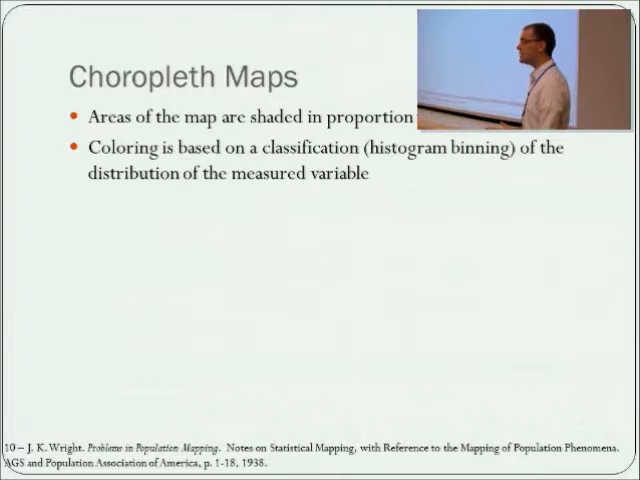 Choropleth Maps
Areas of the map are shaded in proportion
Coloring is based on a classification (histogram binning) of the
distribution of the measured variable
10 – J. K. Wright. Problems in Population Mapping. Notes on Statistical Mapping, with Reference to the Mapping of Population Phenomena.
AGS and Population Association of America, p. 1-18, 1938.